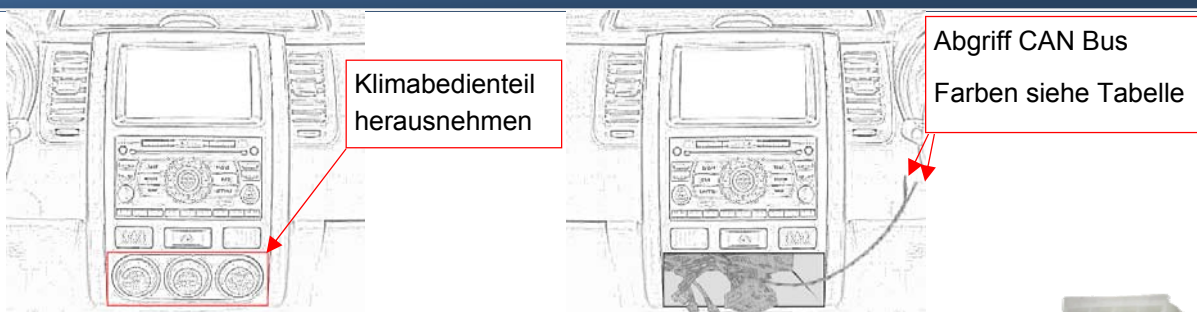 Klimabedienteil
herausnehmen
Abgriff CAN Bus
Farben siehe Tabelle